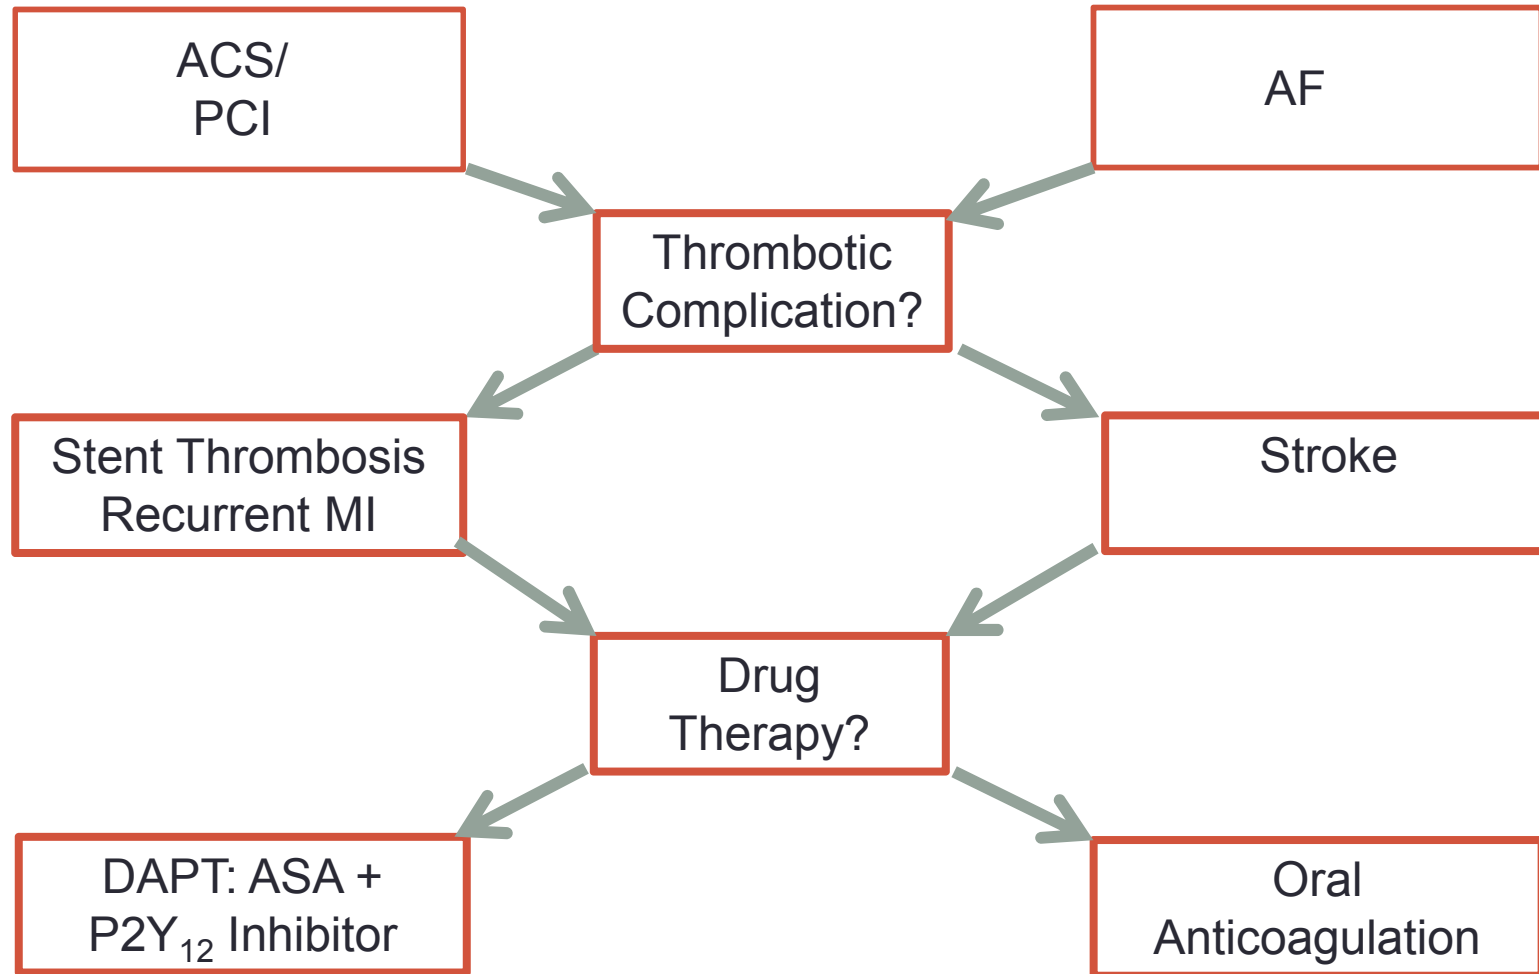 ACS/
PCI
AF
Thrombotic
Complication?
Stent Thrombosis
Recurrent MI
Stroke
Drug
Therapy?
DAPT: ASA +
P2Y₁₂ Inhibitor
Oral
Anticoagulation